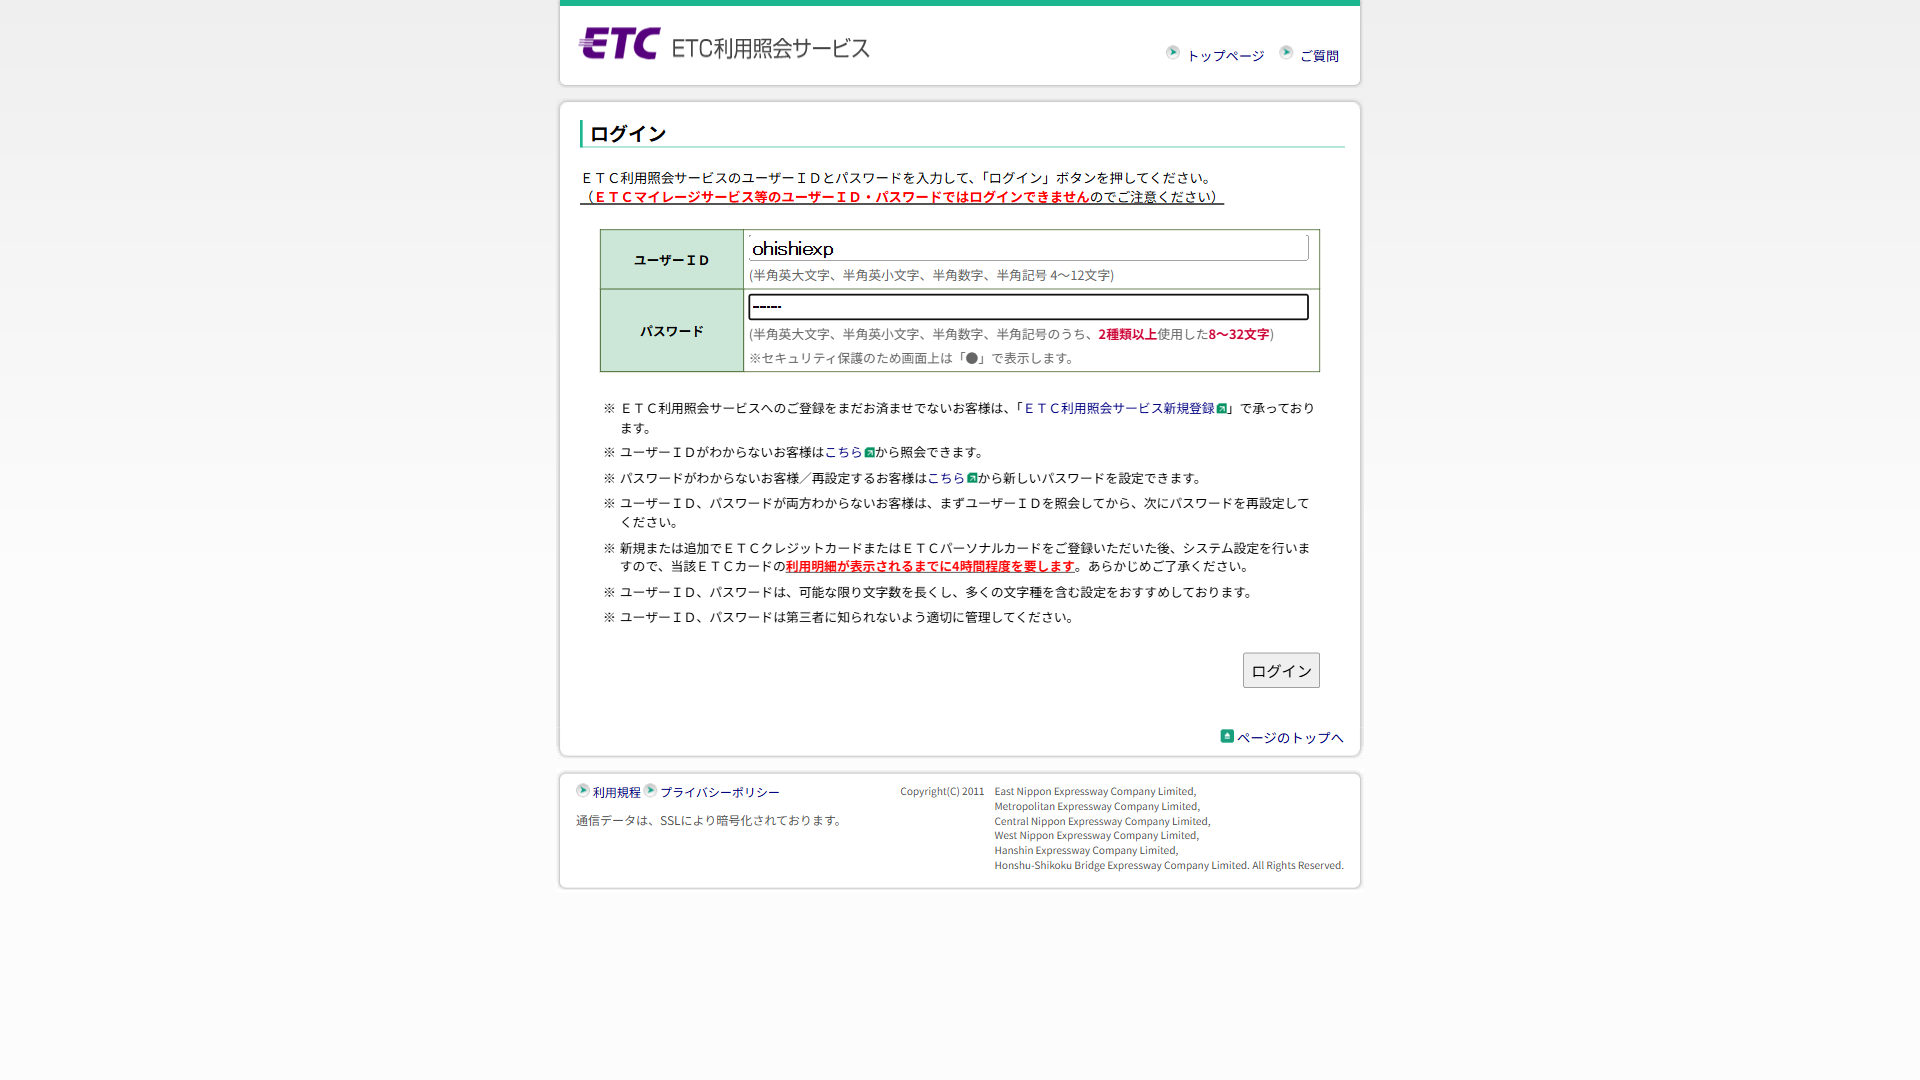 ETC ETC利用照会サービス
トップページ ご質問
ログイン
ＥＴＣ利用照会サービスのユーザーＩＤとパスワードを入力して、「ログイン」ボタンを押してください。
（ＥＴＣマイレージサービス等のユーザーＩＤ・パスワードではログインできませんのでご注意ください）
ユーザーＩＤ
ohishiexp
(半角英大文字、半角英小文字、半角数字、半角記号 4～12文字)
パスワード
(半角英大文字、半角英小文字、半角数字、半角記号のうち、2種類以上使用した8～32文字)
※セキュリティ保護のため画面上は「●」で表示します。
※ ＥＴＣ利用照会サービスへのご登録をまだお済ませでないお客様は、「ＥＴＣ利用照会サービス新規登録」で承っており
ます。
※ ユーザーＩＤがわからないお客様はこちらから照会できます。
※ パスワードがわからないお客様／再設定するお客様はこちらから新しいパスワードを設定できます。
※ ユーザーＩＤ、パスワードが両方わからないお客様は、まずユーザーＩＤを照会してから、次にパスワードを再設定して
ください。
※ 新規または追加でＥＴＣクレジットカードまたはＥＴＣパーソナルカードをご登録いただいた後、システム設定を行いま
すので、当該ＥＴＣカードの利用明細が表示されるまでに4時間程度を要します。あらかじめご了承ください。
※ ユーザーＩＤ、パスワードは、可能な限り文字数を長くし、多くの文字種を含む設定をおすすめしております。
※ ユーザーＩＤ、パスワードは第三者に知られないよう適切に管理してください。
ログイン
ページのトップへ
利用規程 プライバシーポリシー
通信データは、SSLにより暗号化されております。
Copyright(C) 2011 East Nippon Expressway Company Limited,
Metropolitan Expressway Company Limited,
Central Nippon Expressway Company Limited,
West Nippon Expressway Company Limited,
Hanshin Expressway Company Limited,
Honshu-Shikoku Bridge Expressway Company Limited. All Rights Reserved.